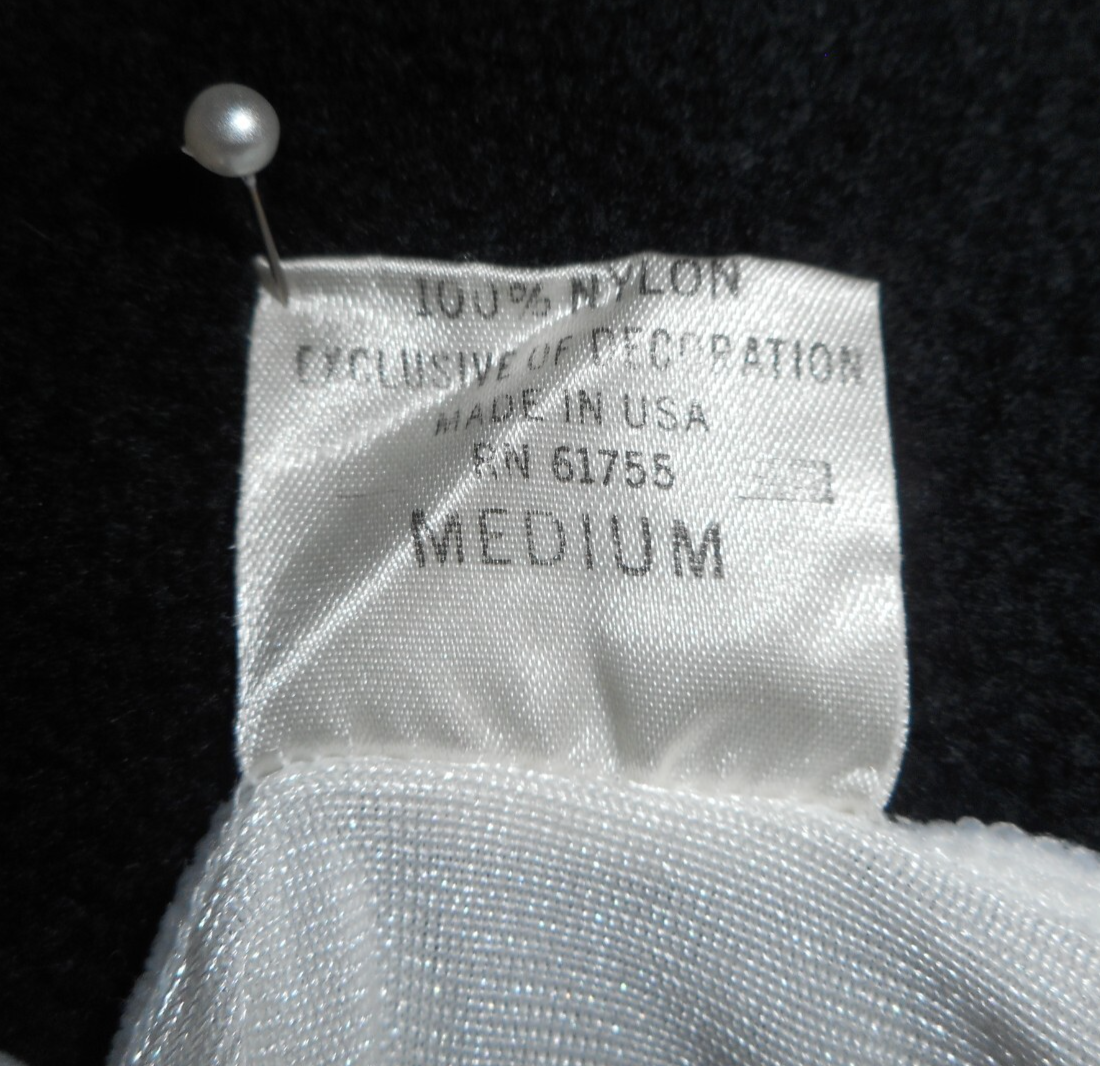 100% NYLON
EXCLUSIVE OF DECORATION
MADE IN USA
RN 61755
MEDIUM